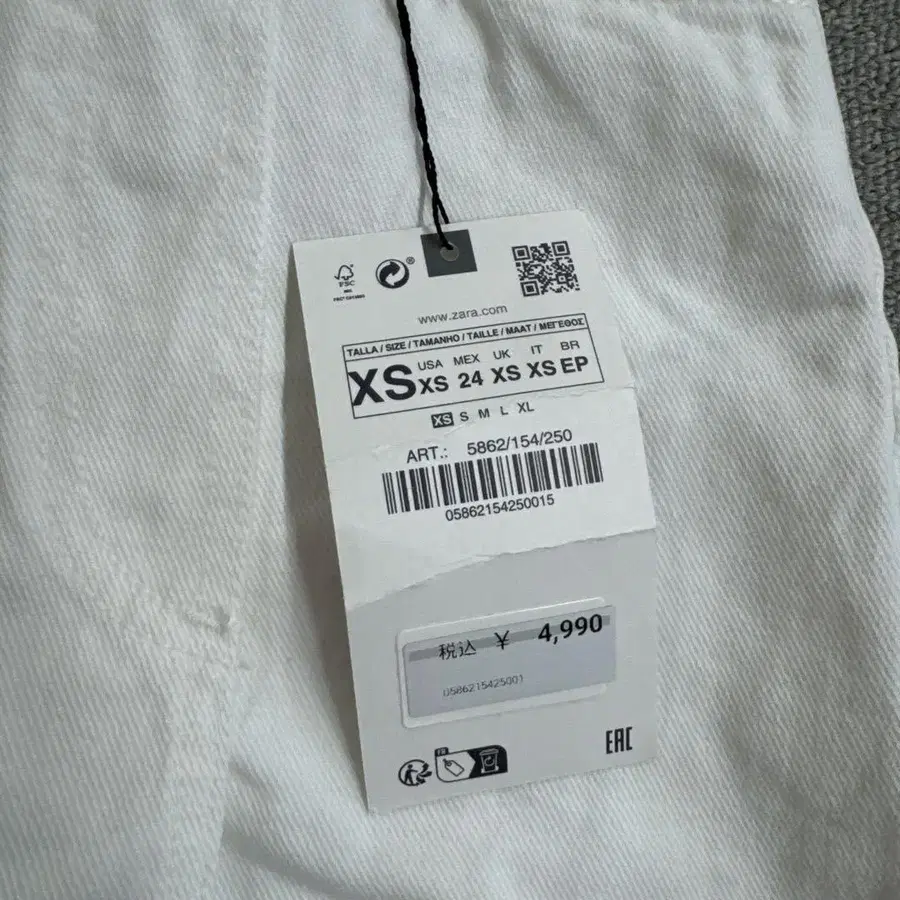 FSC
www.zara.com
TALLA / SIZE / TAMANHO / TAILLE / MAAT / ΜΕΓΕΘΟΣ
XS USA XS MEX 24 UK XS IT XS BR EP
XS S M L XL
ART.: 5862/154/250
05862154250015
税込 ¥ 4,990
0586215425001
FR
EAC